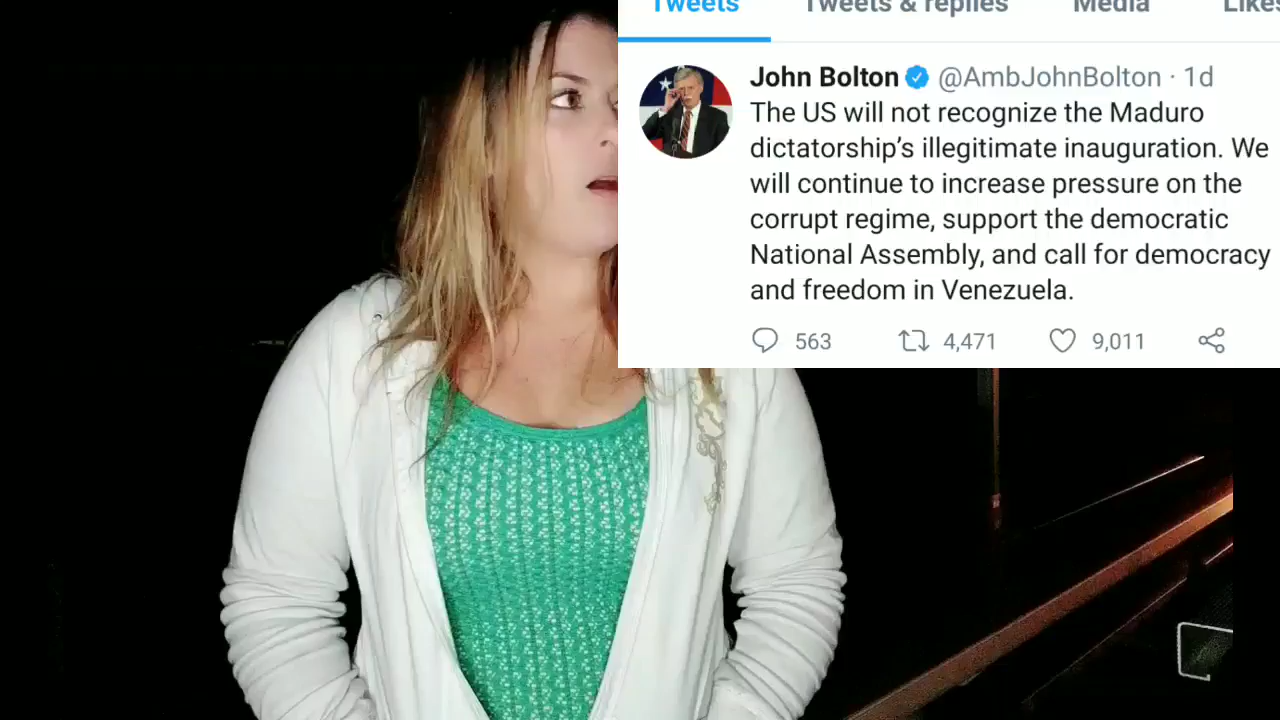 Tweets Tweets & replies Media Likes
John Bolton @AmbJohnBolton · 1d
The US will not recognize the Maduro
dictatorship’s illegitimate inauguration. We
will continue to increase pressure on the
corrupt regime, support the democratic
National Assembly, and call for democracy
and freedom in Venezuela.
563 4,471 9,011